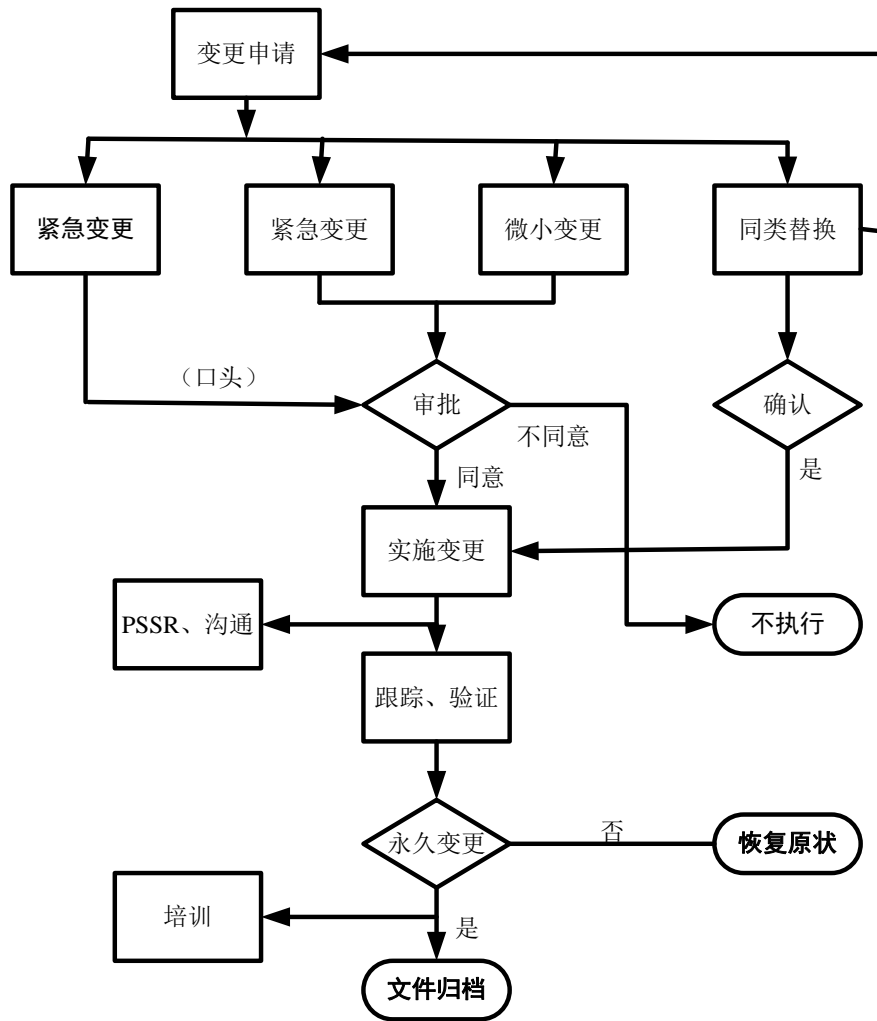 变更申请
紧急变更
紧急变更
微小变更
同类替换
（口头）
审批
确认
不同意
是
同意
实施变更
PSSR、沟通
不执行
跟踪、验证
永久变更
否
恢复原状
培训
是
文件归档